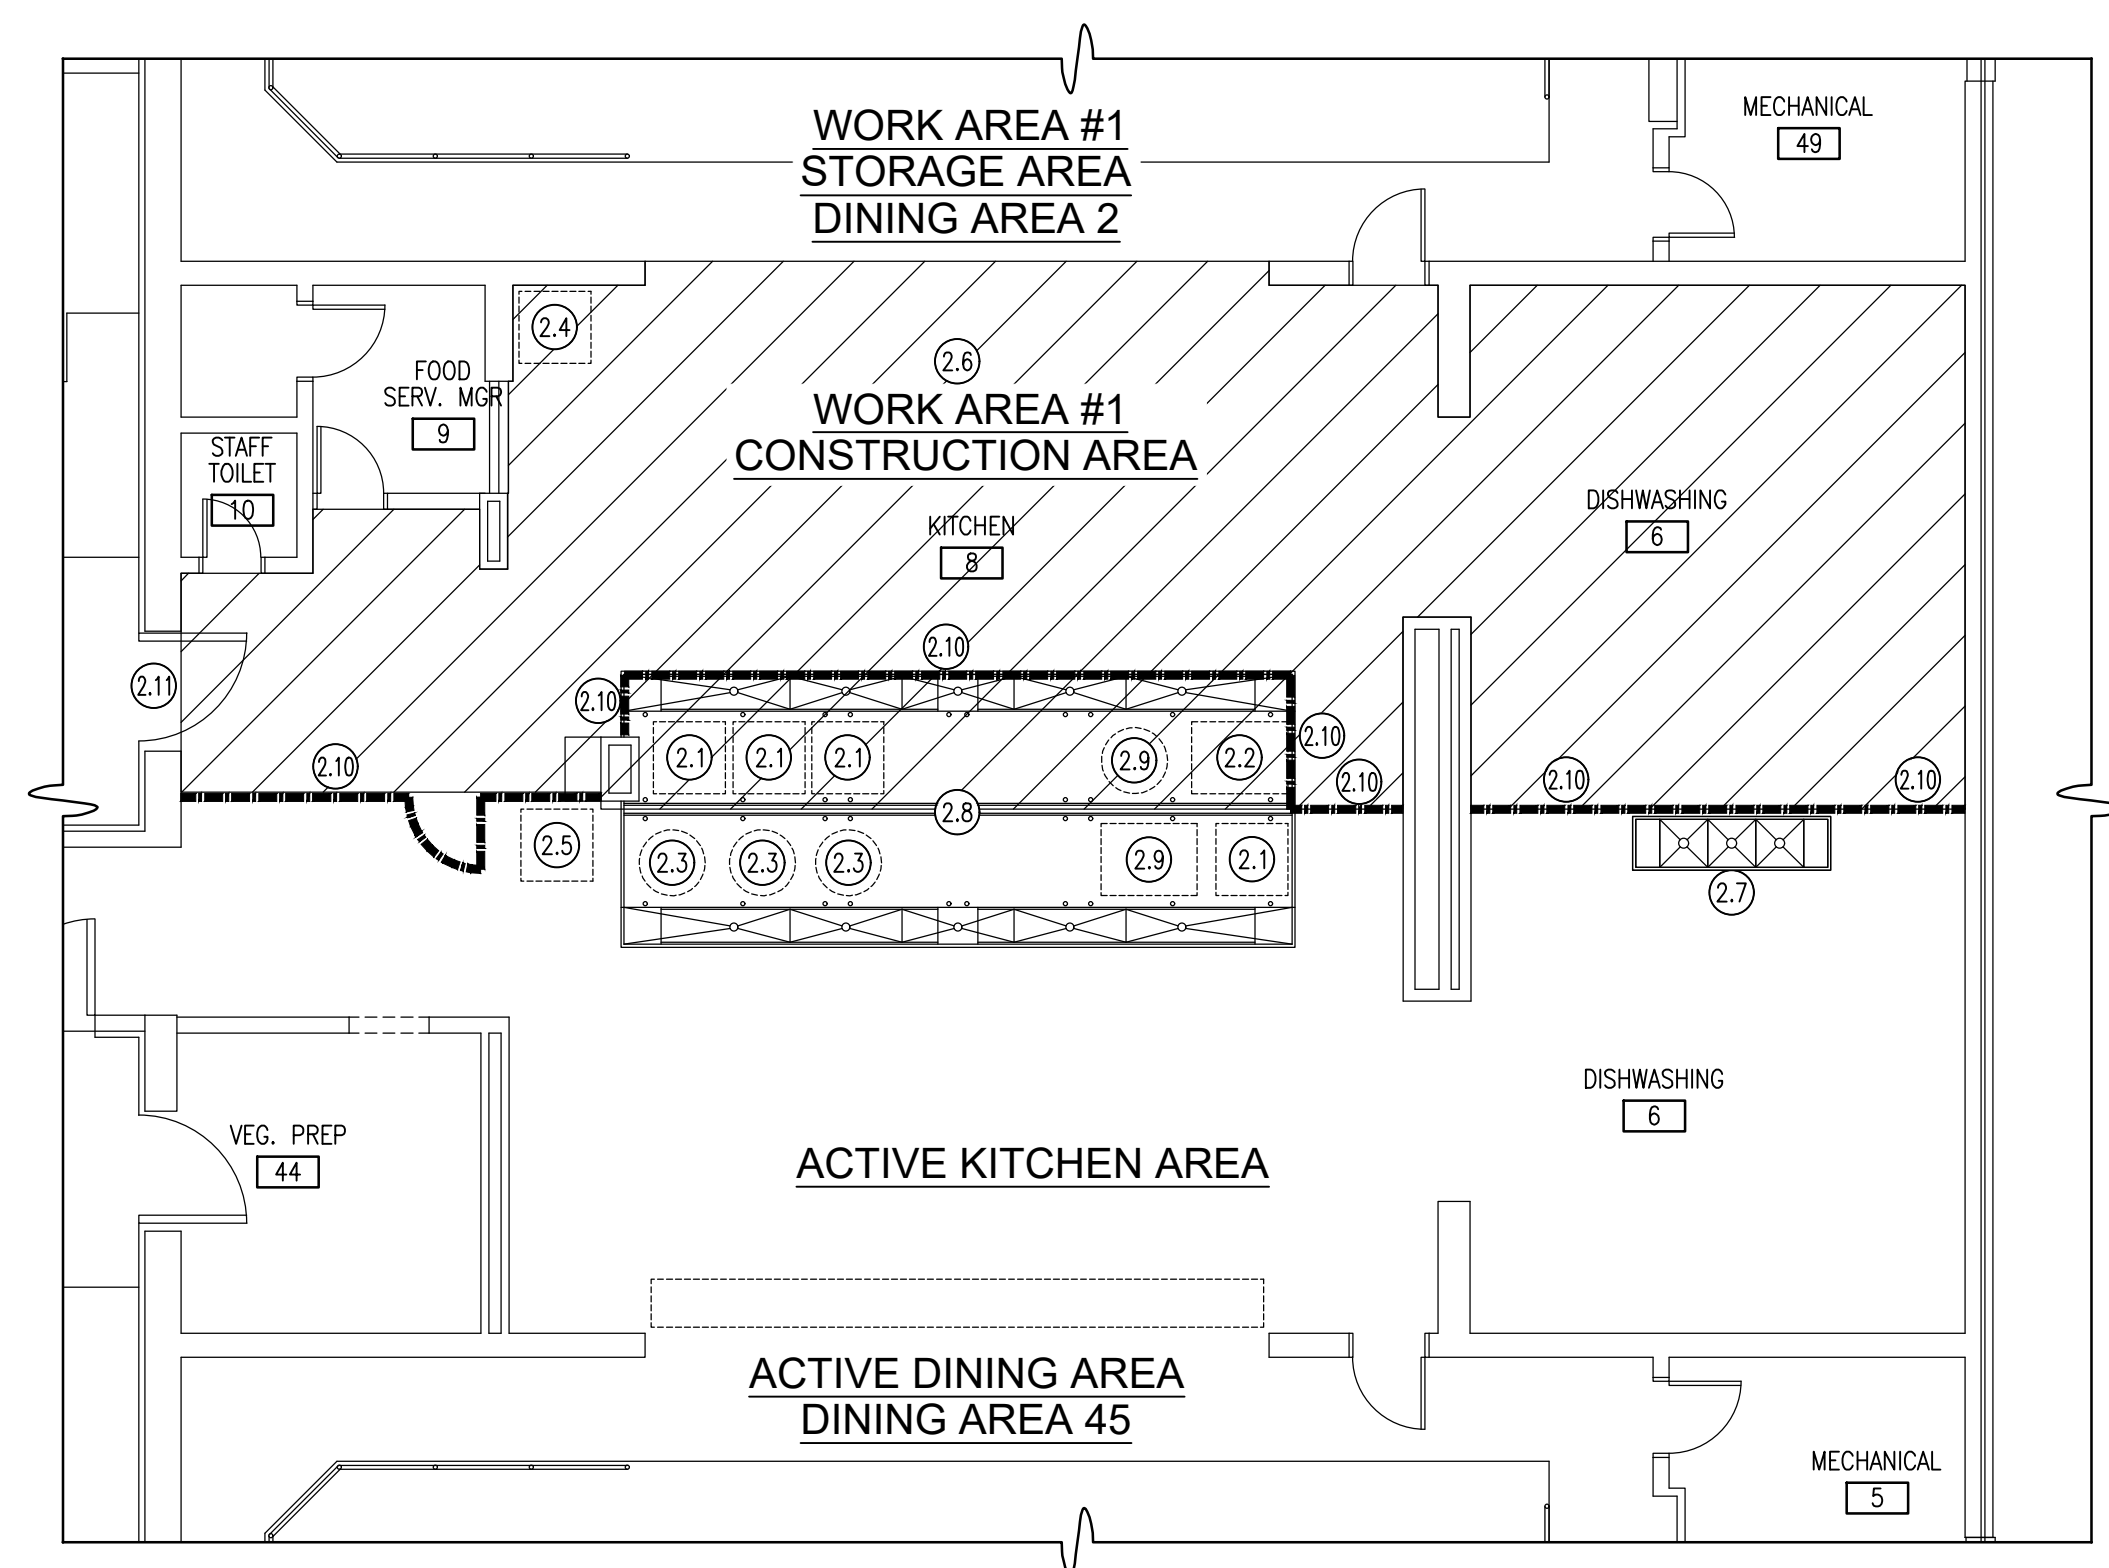 WORK AREA #1
STORAGE AREA
DINING AREA 2
MECHANICAL
49
2.4
2.6
FOOD
SERV. MGR
9
WORK AREA #1
CONSTRUCTION AREA
STAFF
TOILET
10
KITCHEN
8
DISHWASHING
6
2.10
2.11
2.10
2.10
2.10
2.1
2.1
2.1
2.9
2.2
2.10
2.10
2.10
2.8
2.5
2.3
2.3
2.3
2.9
2.1
2.7
DISHWASHING
6
VEG. PREP
44
ACTIVE KITCHEN AREA
ACTIVE DINING AREA
DINING AREA 45
MECHANICAL
5